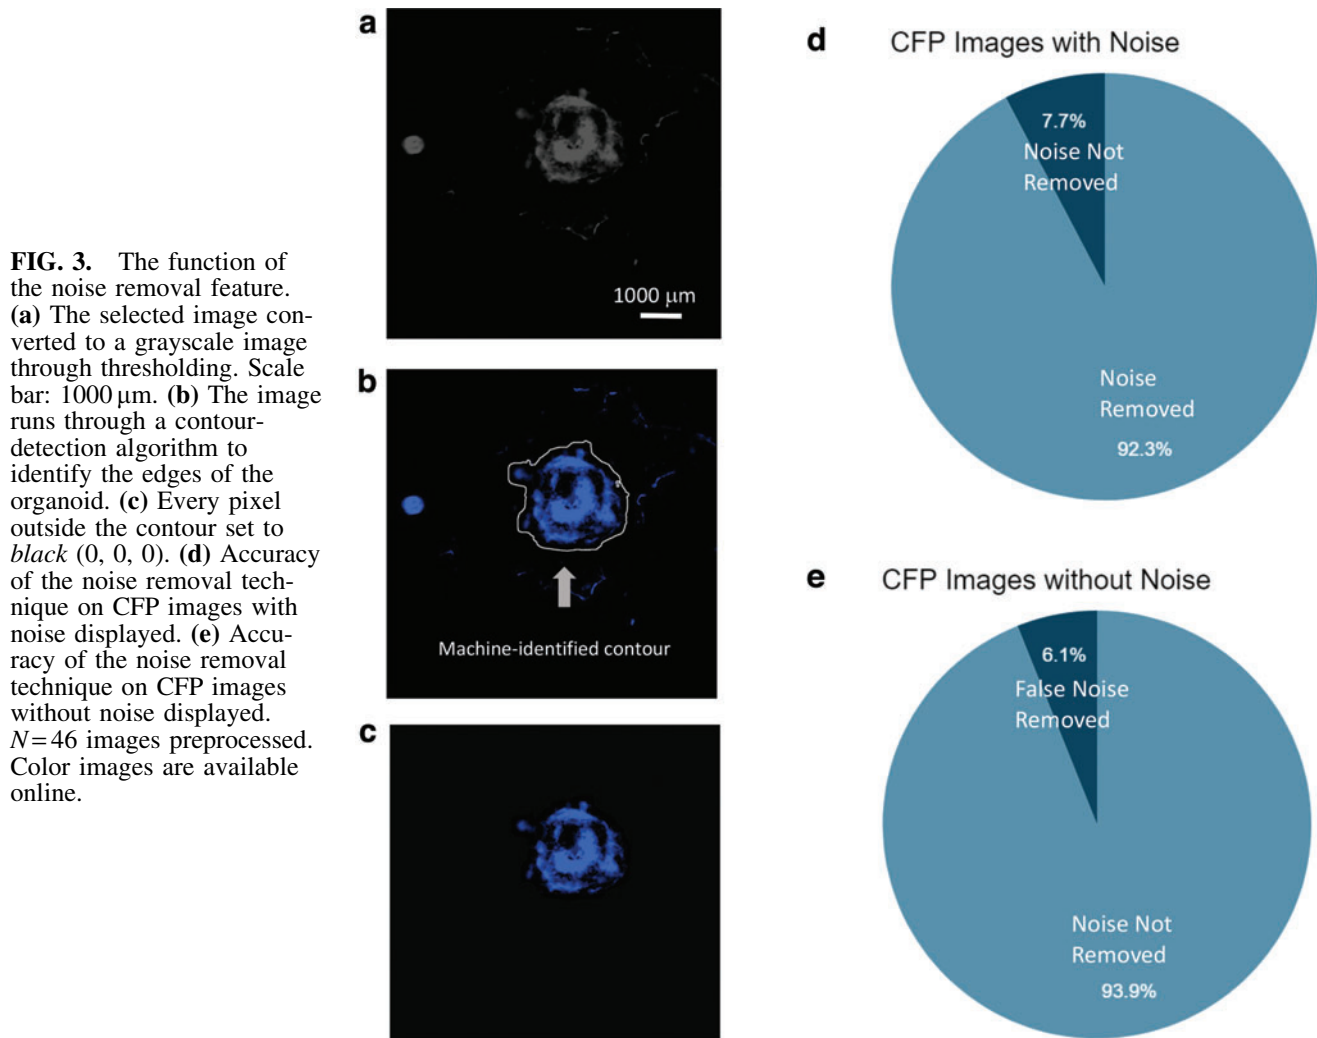 FIG. 3. The function of
the noise removal feature.
(a) The selected image con-
verted to a grayscale image
through thresholding. Scale
bar: 1000 μm. (b) The image
runs through a contour-
detection algorithm to
identify the edges of the
organoid. (c) Every pixel
outside the contour set to
black (0, 0, 0). (d) Accuracy
of the noise removal tech-
nique on CFP images with
noise displayed. (e) Accu-
racy of the noise removal
technique on CFP images
without noise displayed.
N=46 images preprocessed.
Color images are available
online.
a
1000 μm
b
Machine-identified contour
c
d
CFP Images with Noise
7.7%
Noise Not
Removed
Noise
Removed
92.3%
e
CFP Images without Noise
6.1%
False Noise
Removed
Noise Not
Removed
93.9%